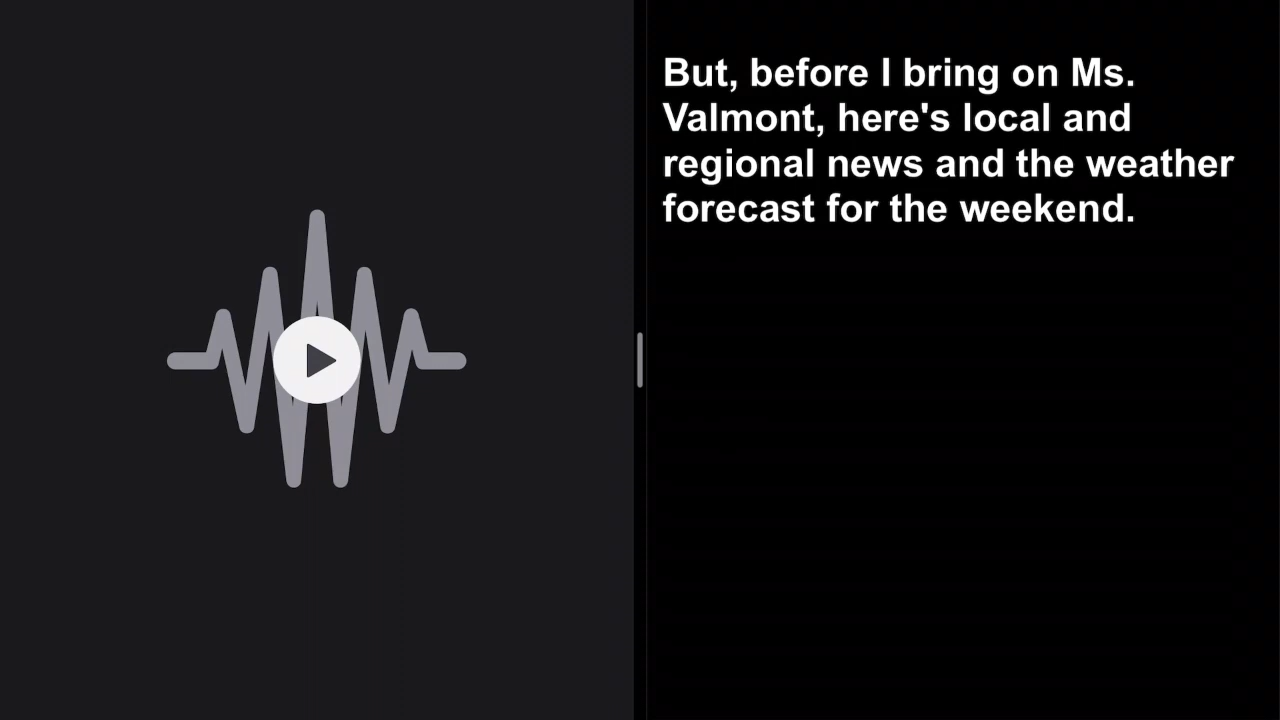 But, before I bring on Ms.
Valmont, here's local and
regional news and the weather
forecast for the weekend.